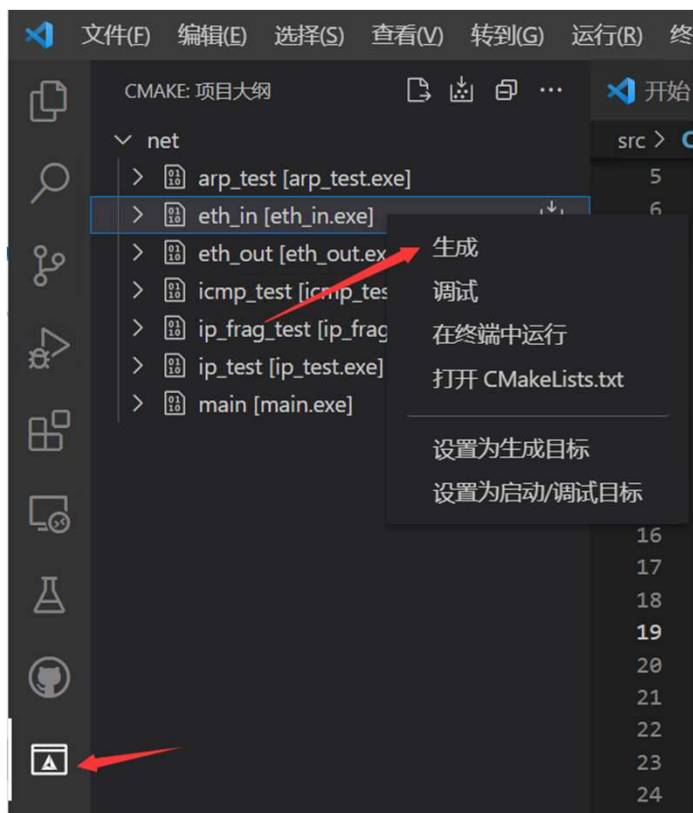 文件(F) 编辑(E) 选择(S) 查看(V) 转到(G) 运行(R) 终
CMAKE: 项目大纲 ··· 开始
net src > C
arp_test [arp_test.exe] 5
eth_in [eth_in.exe] 6
eth_out [eth_out.ex 生成
icmp_test [icmp_tes 调试
ip_frag_test [ip_frag 在终端中运行
ip_test [ip_test.exe] 打开 CMakeLists.txt
main [main.exe]
设置为生成目标
设置为启动/调试目标
16
17
18
19
20
21
22
23
24